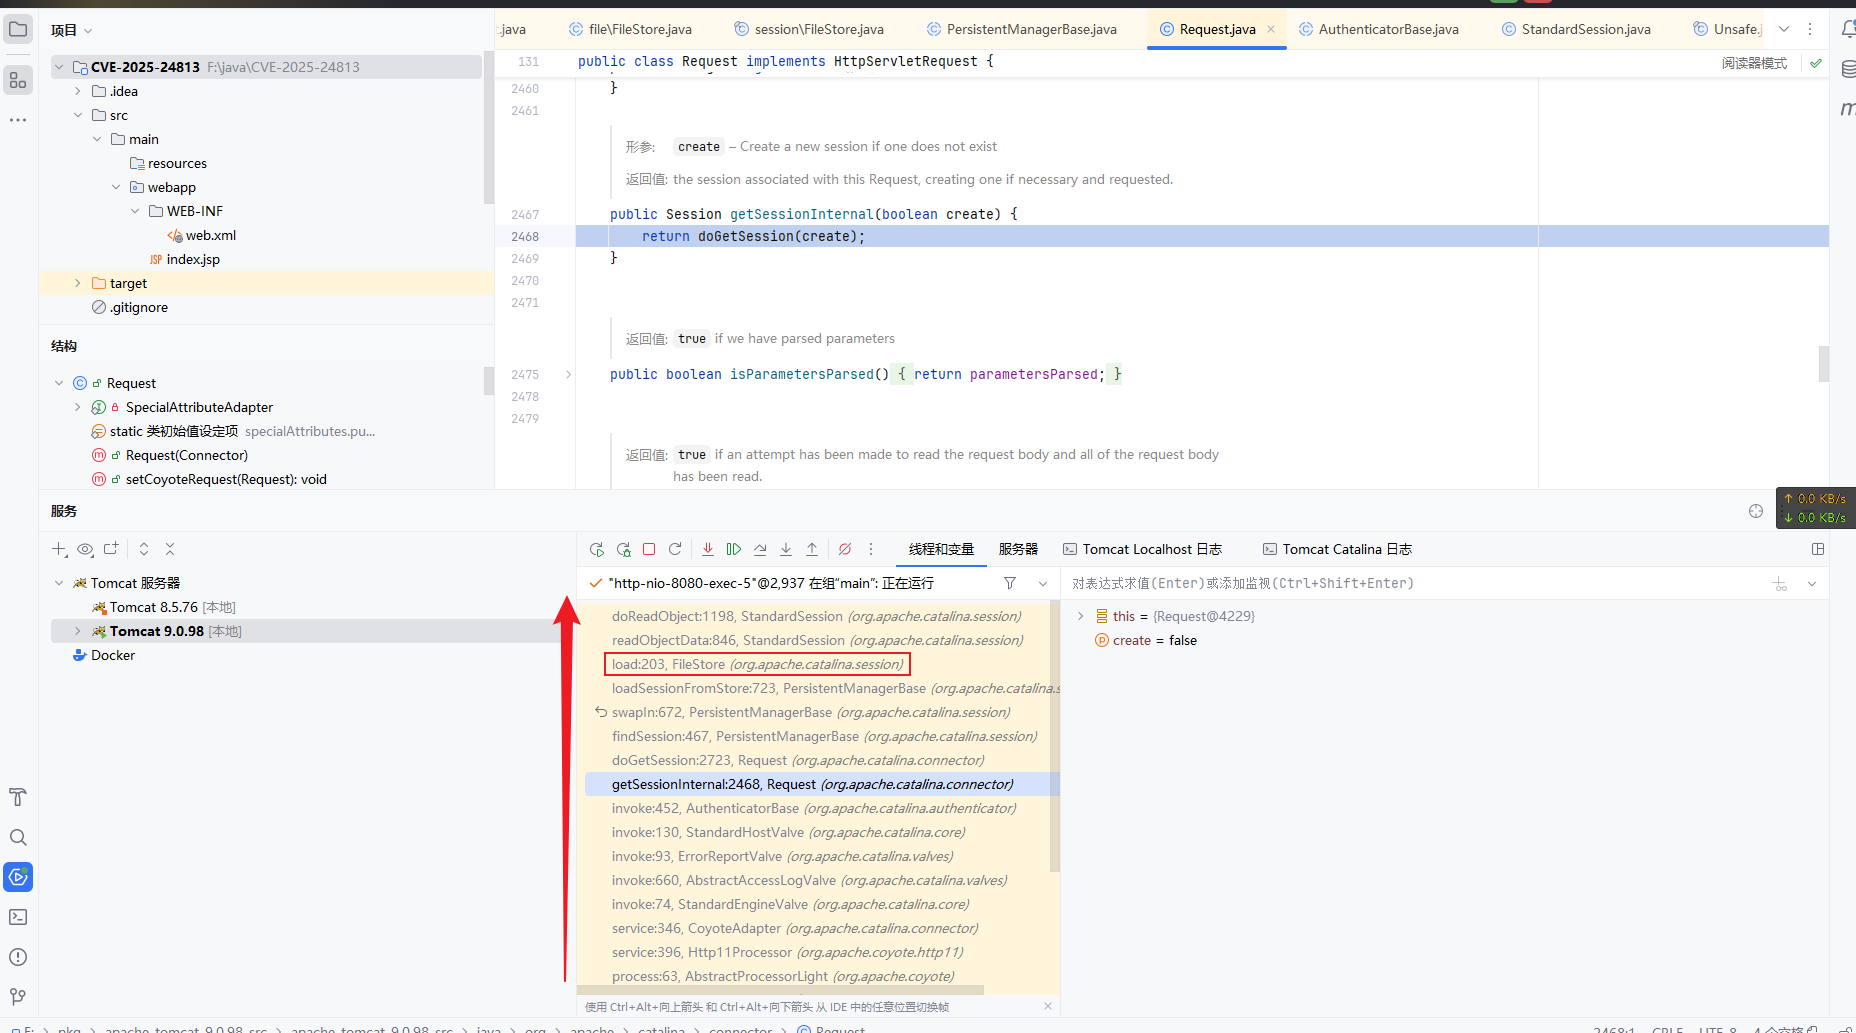 项目
CVE-2025-24813 F:\java\CVE-2025-24813
.idea
src
main
resources
webapp
WEB-INF
web.xml
index.jsp
target
.gitignore
结构
Request
SpecialAttributeAdapter
static 类初始值设定项 specialAttributes.pu...
Request(Connector)
setCoyoteRequest(Request): void
.java
file\FileStore.java
session\FileStore.java
PersistentManagerBase.java
Request.java
AuthenticatorBase.java
StandardSession.java
Unsafe.j
131 public class Request implements HttpServletRequest {
阅读器模式
2460 }
2461
形参: create – Create a new session if one does not exist
返回值: the session associated with this Request, creating one if necessary and requested.
2467 public Session getSessionInternal(boolean create) {
2468 return doGetSession(create);
2469 }
2470
2471
返回值: true if we have parsed parameters
2475 public boolean isParametersParsed() { return parametersParsed; }
2478
2479
返回值: true if an attempt has been made to read the request body and all of the request body
has been read.
服务
↑ 0.0 KB/s
↓ 0.0 KB/s
Tomcat 服务器
Tomcat 8.5.76 [本地]
Tomcat 9.0.98 [本地]
Docker
线程和变量
服务器
Tomcat Localhost 日志
Tomcat Catalina 日志
"http-nio-8080-exec-5"@2,937 在组"main": 正在运行
doReadObject:1198, StandardSession (org.apache.catalina.session)
readObjectData:846, StandardSession (org.apache.catalina.session)
load:203, FileStore (org.apache.catalina.session)
loadSessionFromStore:723, PersistentManagerBase (org.apache.catalina.s
swapIn:672, PersistentManagerBase (org.apache.catalina.session)
findSession:467, PersistentManagerBase (org.apache.catalina.session)
doGetSession:2723, Request (org.apache.catalina.connector)
getSessionInternal:2468, Request (org.apache.catalina.connector)
invoke:452, AuthenticatorBase (org.apache.catalina.authenticator)
invoke:130, StandardHostValve (org.apache.catalina.core)
invoke:93, ErrorReportValve (org.apache.catalina.valves)
invoke:660, AbstractAccessLogValve (org.apache.catalina.valves)
invoke:74, StandardEngineValve (org.apache.catalina.core)
service:346, CoyoteAdapter (org.apache.catalina.connector)
service:396, Http11Processor (org.apache.coyote.http11)
process:63, AbstractProcessorLight (org.apache.coyote)
使用 Ctrl+Alt+向上箭头 和 Ctrl+Alt+向下箭头 从 IDE 中的任意位置切换帧
对表达式求值(Enter)或添加监视(Ctrl+Shift+Enter)
this = {Request@4229}
create = false
F: > pkg > apache-tomcat-9.0.98-src > apache-tomcat-9.0.98-src > java > org > apache > catalina > connector > Request
2468:1 CRLF UTF-8 4 个空格